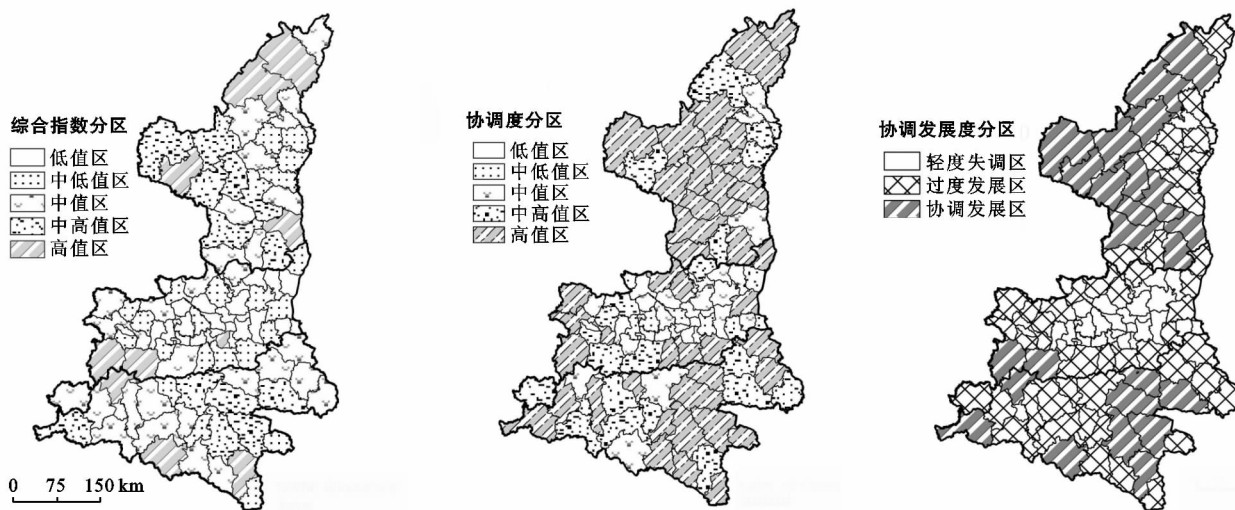 综合指数分区
低值区
中低值区
中值区
中高值区
高值区
0 75 150 km
协调度分区
低值区
中低值区
中值区
中高值区
高值区
协调发展度分区
轻度失调区
过度发展区
协调发展区